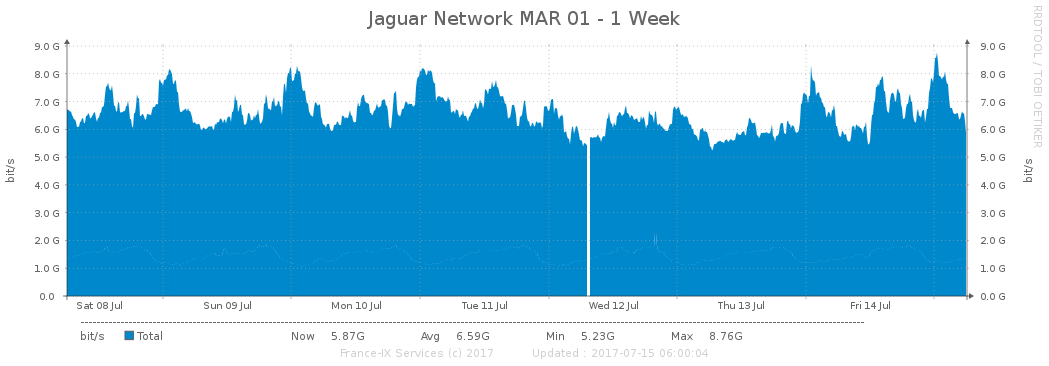 Jaguar Network MAR 01 - 1 Week
RRDTOOL / TOBI OETIKER
9.0 G 9.0 G
8.0 G 8.0 G
7.0 G 7.0 G
6.0 G 6.0 G
5.0 G 5.0 G
4.0 G 4.0 G
3.0 G 3.0 G
2.0 G 2.0 G
1.0 G 1.0 G
0.0 0.0 G
bit/s bit/s
Sat 08 Jul Sun 09 Jul Mon 10 Jul Tue 11 Jul Wed 12 Jul Thu 13 Jul Fri 14 Jul
bit/s Total Now 5.87G Avg 6.59G Min 5.23G Max 8.76G
France-IX Services (c) 2017 Updated : 2017-07-15 06:00:04